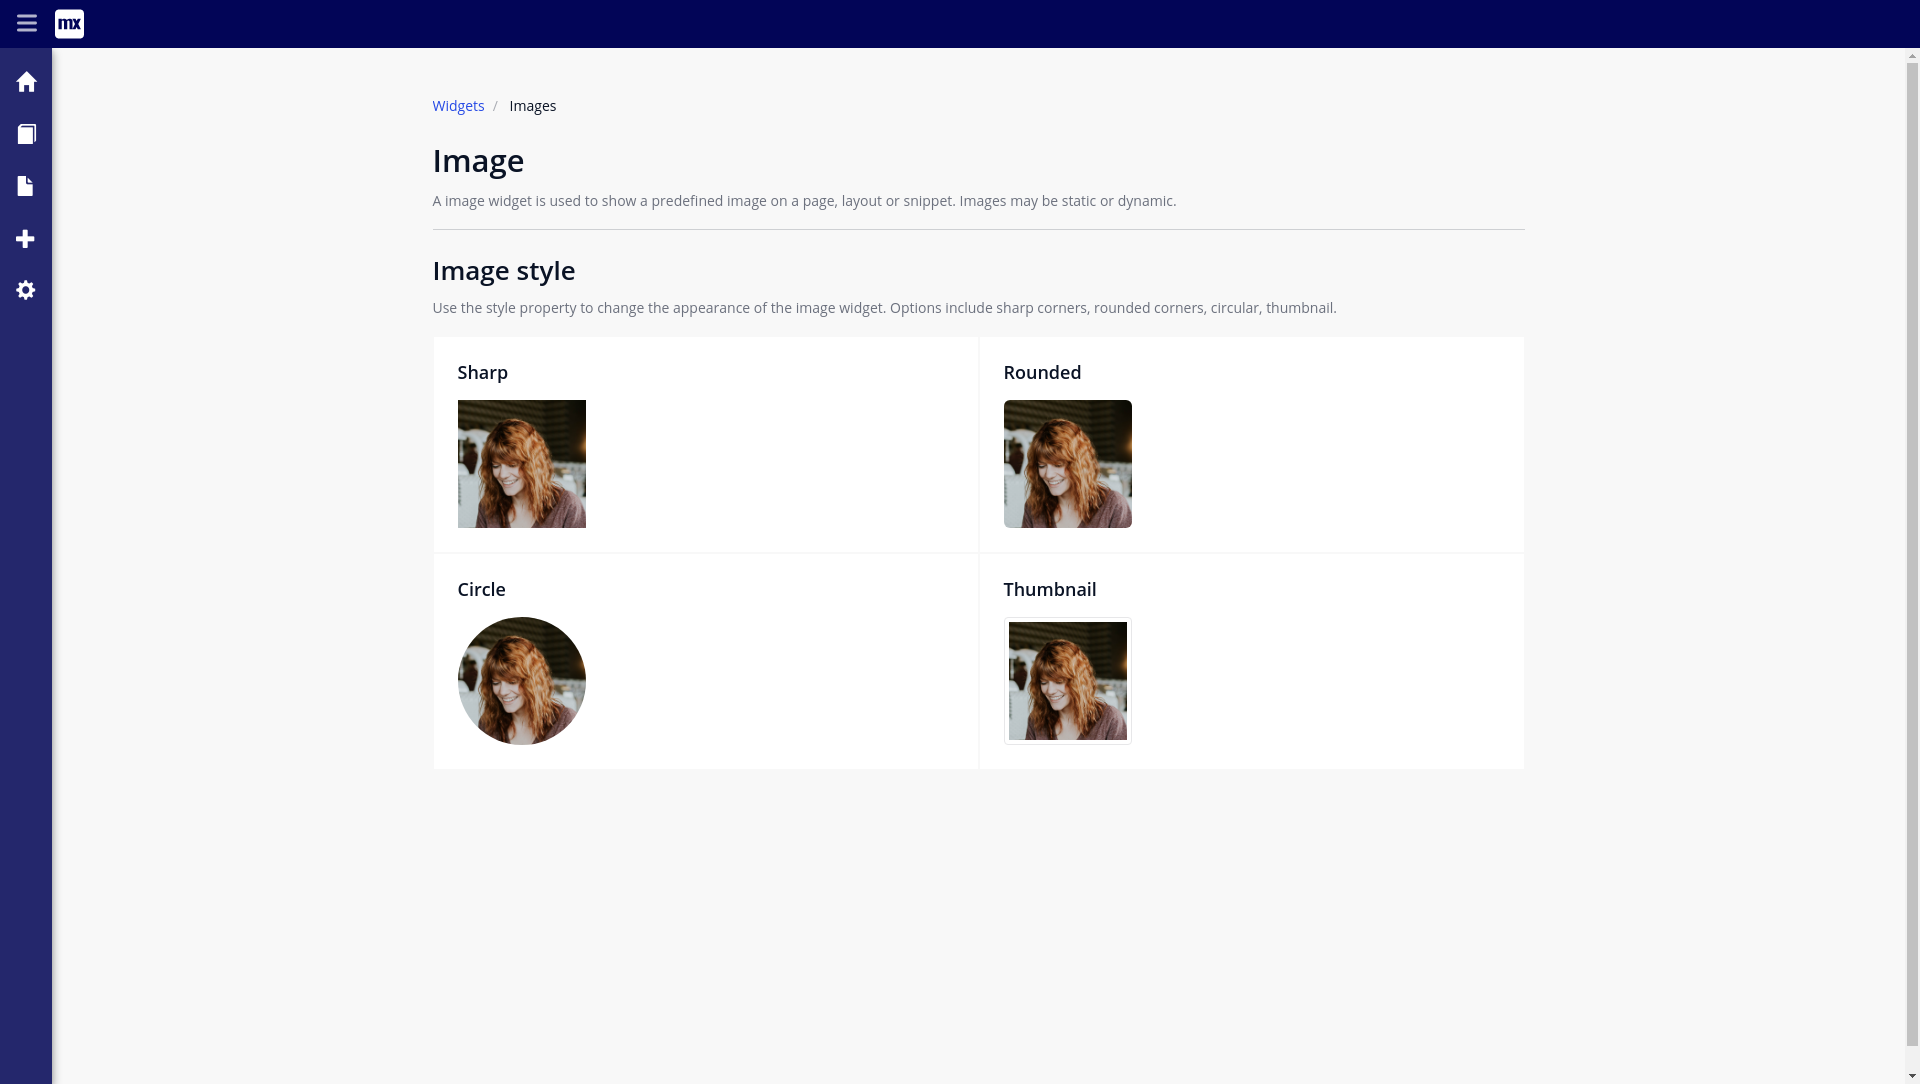 mx
Widgets / Images
Image
A image widget is used to show a predefined image on a page, layout or snippet. Images may be static or dynamic.
Image style
Use the style property to change the appearance of the image widget. Options include sharp corners, rounded corners, circular, thumbnail.
Sharp
Rounded
Circle
Thumbnail